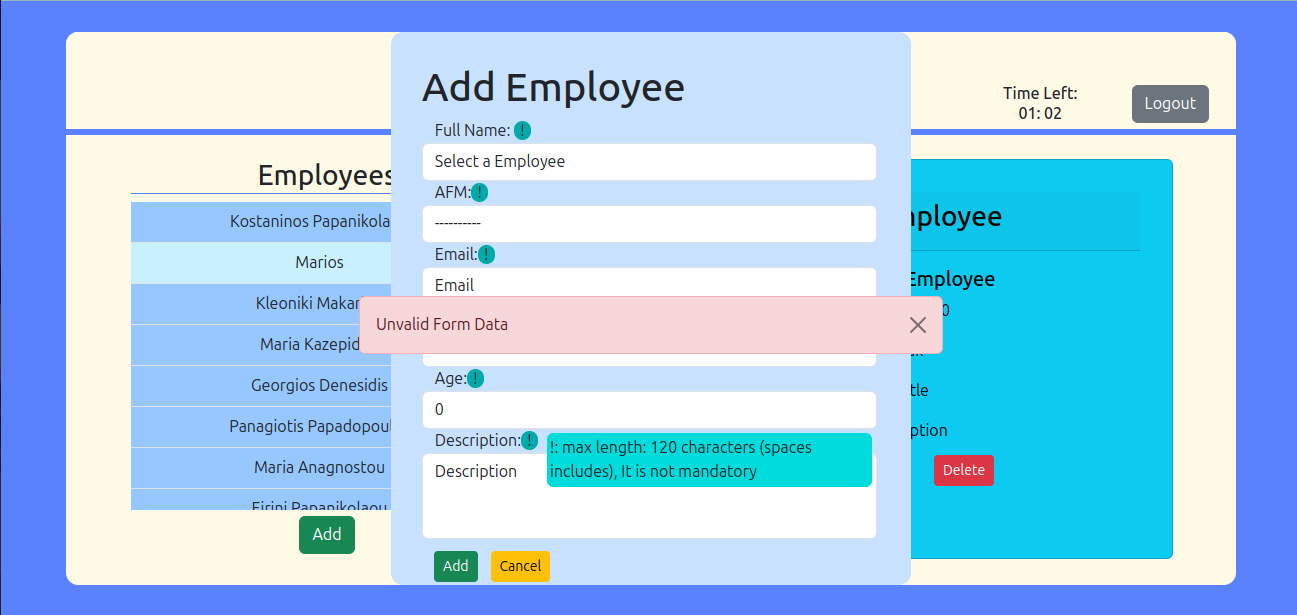 Add Employee
Time Left:
01: 02
Logout
Full Name: !
Select a Employee
Employees
AFM:!
----------
Kostaninos Papanikola
Email:!
Email
Marios
Kleoniki Makar
Unvalid Form Data
Maria Kazepid
Age:!
0
Georgios Denesidis
Panagiotis Papadopoul
Description:!
!: max length: 120 characters (spaces
includes), It is not mandatory
Description
Maria Anagnostou
Eirini Papanikolaou
Add
Add
Cancel
mployee
Employee
0
tle
ption
Delete